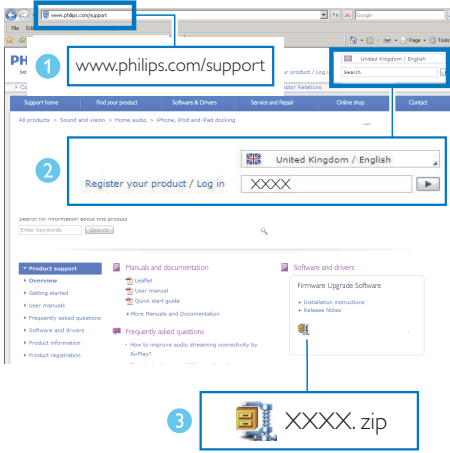 www.philips.com/support
Google
File
Page
Tools
1
www.philips.com/support
United Kingdom / English
Search
PH
product / Log
Support home
Find your product
Software & Drivers
Service and Repair
Online shop
Contact
All products > Sound and vision > Home audio > iPhone, iPod and iPad docking
2
United Kingdom / English
Register your product / Log in
XXXX
Search for information about this product
Enter keywords
Search
Product support
Overview
Getting started
User manuals
Frequently asked questions
Software and drivers
Product information
Product registration
Manuals and documentation
Leaflet
User manual
Quick start guide
+ More Manuals and Documentation
Frequently asked questions
• How to improve audio streaming connectivity by
AirPlay?
Software and drivers
Firmware Upgrade Software
+ Installation instructions
+ Release Notes
3
XXXX. zip